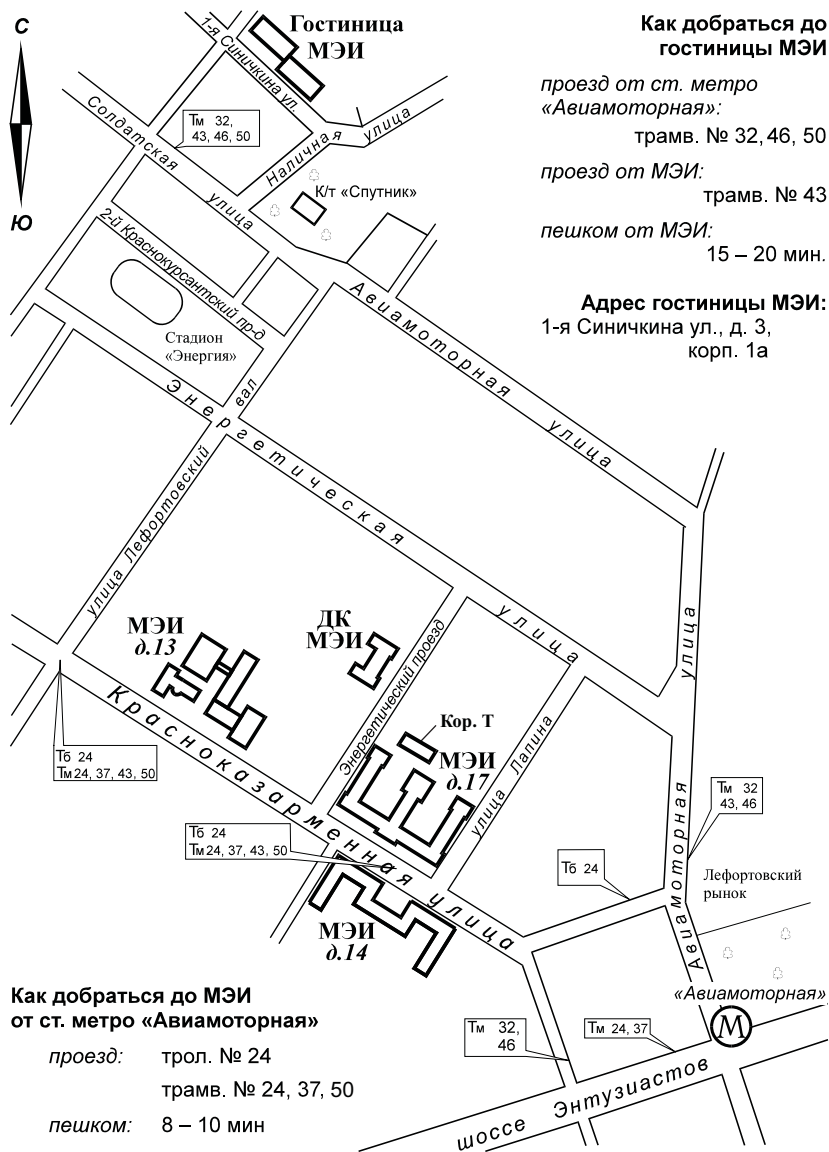 С
Ю
Гостиница
МЭИ
1-я Синичкина ул.
Наличная улица
Солдатская улица
Тм 32,
43, 46, 50
К/т «Спутник»
2-й Краснокурсантский пр-д
Стадион
«Энергия»
Как добраться до
гостиницы МЭИ
проезд от ст. метро
«Авиамоторная»:
трамв. № 32, 46, 50
проезд от МЭИ:
трамв. № 43
пешком от МЭИ:
15 – 20 мин.
Адрес гостиницы МЭИ:
1-я Синичкина ул., д. 3,
корп. 1а
Авиамоторная улица
Энергетическая улица
улица Лефортовский вал
МЭИ
д.13
ДК
МЭИ
Энергетический проезд
Кор. Т
МЭИ
д.17
улица Лапина
Красноказарменная улица
Тб 24
Тм 24, 37, 43, 50
Тб 24
Тм 24, 37, 43, 50
МЭИ
д.14
Авиамоторная улица
Тм 32
43, 46
Тб 24
Лефортовский
рынок
«Авиамоторная»
М
Тм 32,
46
Тм 24, 37
шоссе Энтузиастов
Как добраться до МЭИ
от ст. метро «Авиамоторная»
проезд: трол. № 24
трамв. № 24, 37, 50
пешком: 8 – 10 мин